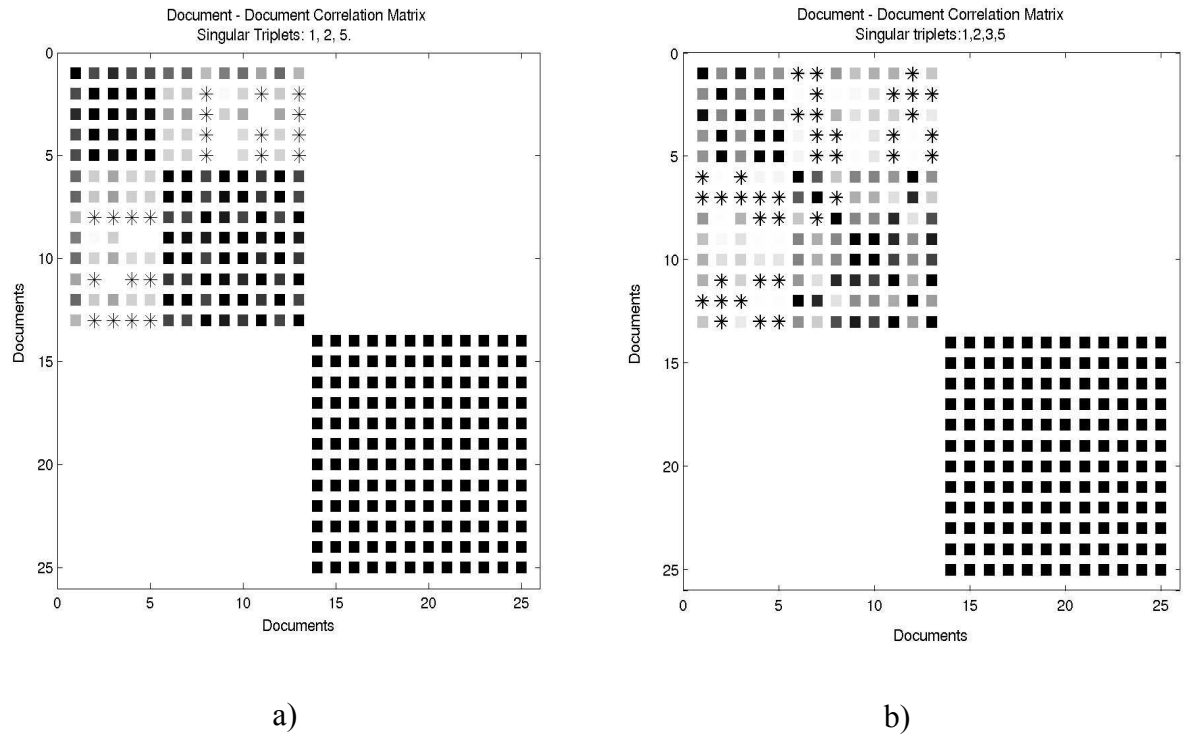 Document - Document Correlation Matrix
Singular Triplets: 1, 2, 5.
0
5
10
15
20
25
Documents
0 5 10 15 20 25
Documents
a)
Document - Document Correlation Matrix
Singular triplets:1,2,3,5
0
5
10
15
20
25
Documents
0 5 10 15 20 25
Documents
b)